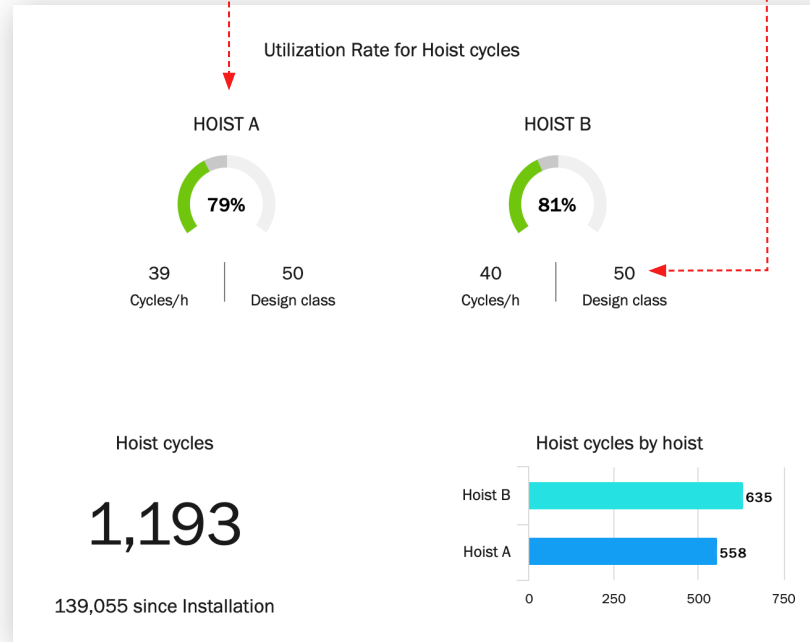 Utilization Rate for Hoist cycles
HOIST A
HOIST B
79%
81%
39
50
40
50
Cycles/h
Design class
Cycles/h
Design class
Hoist cycles
1,193
139,055 since Installation
Hoist cycles by hoist
Hoist B
635
Hoist A
558
0
250
500
750